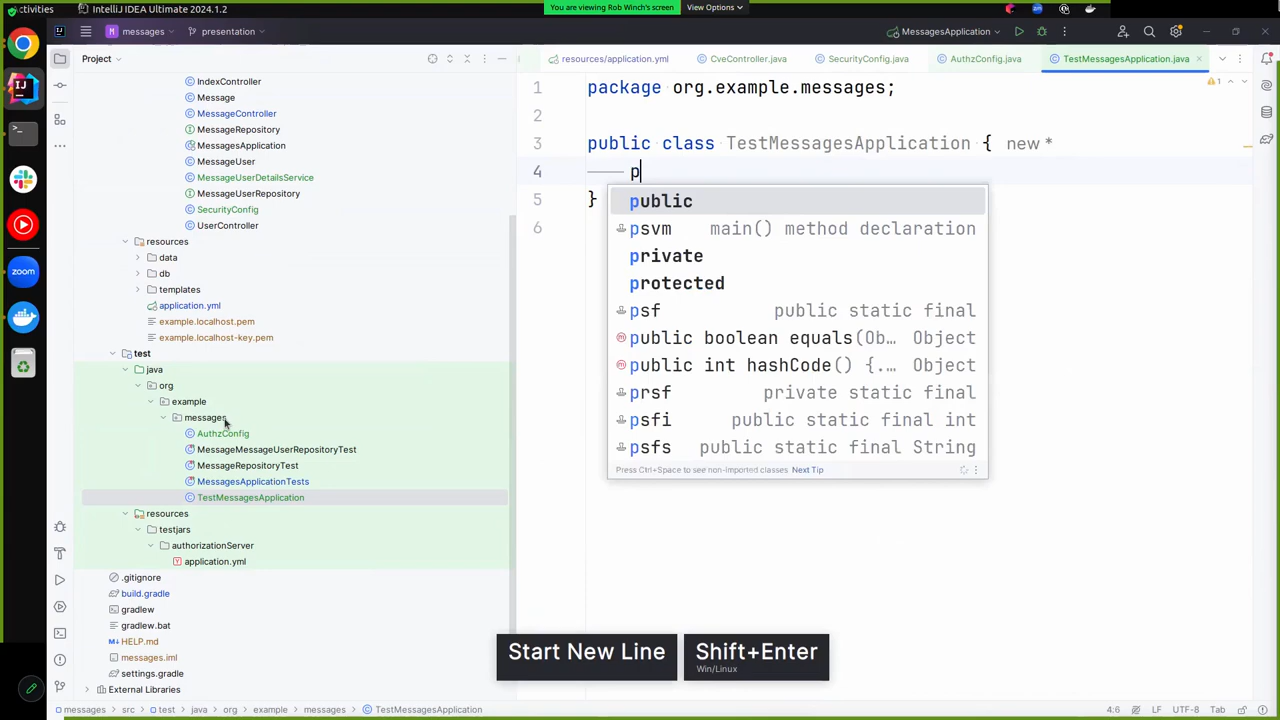 Activities
IntelliJ IDEA Ultimate 2024.1.2
You are viewing Rob Winch's screen
View Options
messages
presentation
MessagesApplication
Project
resources/application.yml
CveController.java
SecurityConfig.java
AuthzConfig.java
TestMessagesApplication.java
IndexController
Message
MessageController
MessageRepository
MessagesApplication
MessageUser
MessageUserDetailsService
MessageUserRepository
SecurityConfig
UserController
resources
data
db
templates
application.yml
example.localhost.pem
example.localhost-key.pem
test
java
org
example
messages
AuthzConfig
MessageMessageUserRepositoryTest
MessageRepositoryTest
MessagesApplicationTests
TestMessagesApplication
resources
testjars
authorizationServer
application.yml
.gitignore
build.gradle
gradlew
gradlew.bat
HELP.md
messages.iml
settings.gradle
External Libraries
1 package org.example.messages;
2
3 public class TestMessagesApplication { new *
4 p
5 }
6
1
public
psvm main() method declaration
private
protected
psf public static final
public boolean equals(Ob… Object
public int hashCode() {.… Object
prsf private static final
psfi public static final int
psfs public static final String
Press Ctrl+Space to see non-imported classes Next Tip
Start New Line
Shift+Enter
Win/Linux
zoom
messages > src > test > java > org > example > messages > TestMessagesApplication
4:6 LF UTF-8 Tab